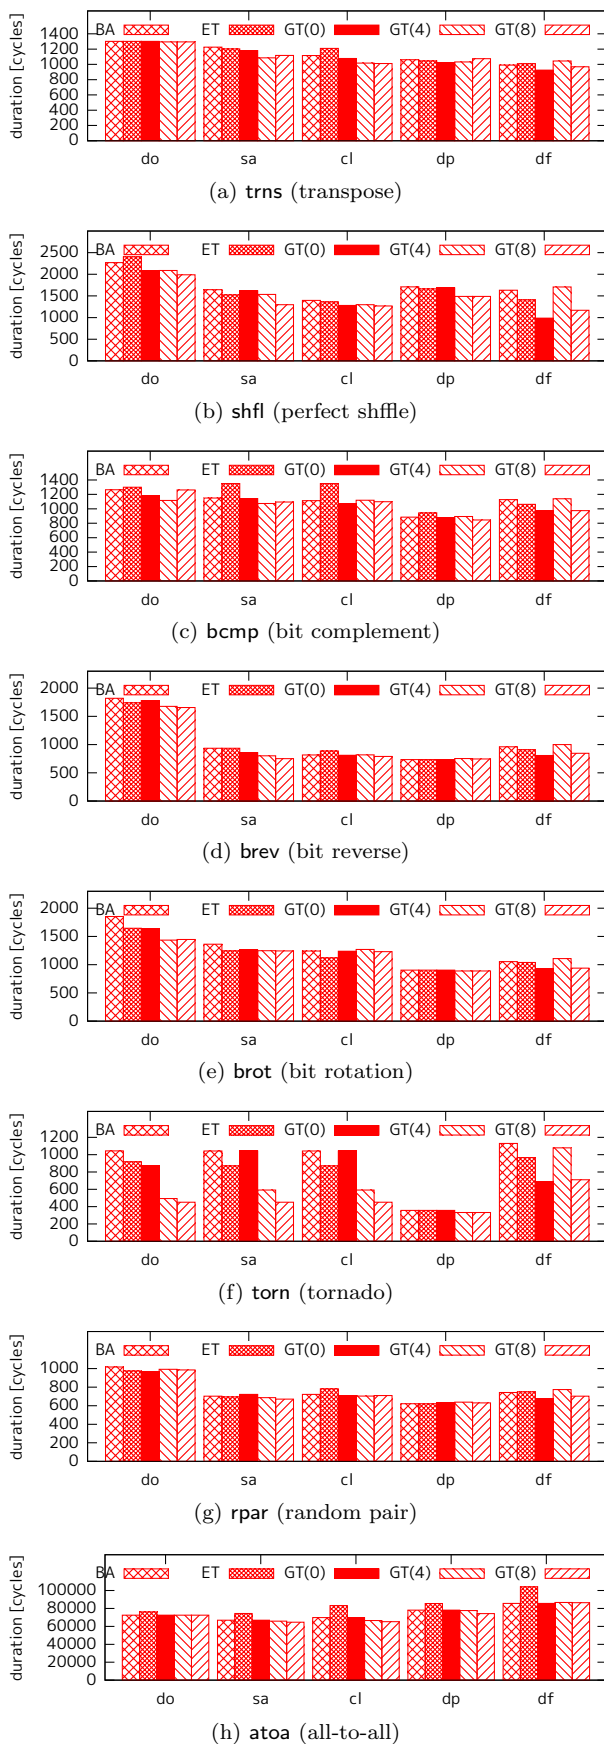 BA ET GT(0) GT(4) GT(8)
duration [cycles]
1400
1200
1000
800
600
400
200
0
do sa cl dp df
(a) trns (transpose)
BA ET GT(0) GT(4) GT(8)
duration [cycles]
2500
2000
1500
1000
500
0
do sa cl dp df
(b) shfl (perfect shffle)
BA ET GT(0) GT(4) GT(8)
duration [cycles]
1400
1200
1000
800
600
400
200
0
do sa cl dp df
(c) bcmp (bit complement)
BA ET GT(0) GT(4) GT(8)
duration [cycles]
2000
1500
1000
500
0
do sa cl dp df
(d) brev (bit reverse)
BA ET GT(0) GT(4) GT(8)
duration [cycles]
2000
1500
1000
500
0
do sa cl dp df
(e) brot (bit rotation)
BA ET GT(0) GT(4) GT(8)
duration [cycles]
1200
1000
800
600
400
200
0
do sa cl dp df
(f) torn (tornado)
BA ET GT(0) GT(4) GT(8)
duration [cycles]
1000
800
600
400
200
0
do sa cl dp df
(g) rpar (random pair)
BA ET GT(0) GT(4) GT(8)
duration [cycles]
100000
80000
60000
40000
20000
0
do sa cl dp df
(h) atoa (all-to-all)